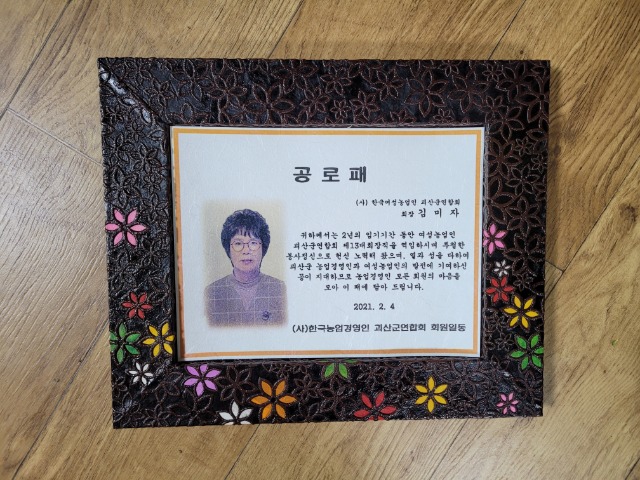 공로패
(사) 한국여성농업인 괴산군연합회
회장 김미자
귀하께서는 2년의 임기기간 동안 여성농업인
괴산군연합회 제13대회장직을 책임하시며 투철한
봉사정신으로 헌신 노력해 왔으며, 열과 성을 다하여
괴산군 농업경영인과 여성농업인의 발전에 기여하신
공이 지대하므로 농업경영인 모든 회원의 마음을
모아 이 패에 담아 드립니다.
2021. 2. 4
(사)한국농업경영인 괴산군연합회 회원일동